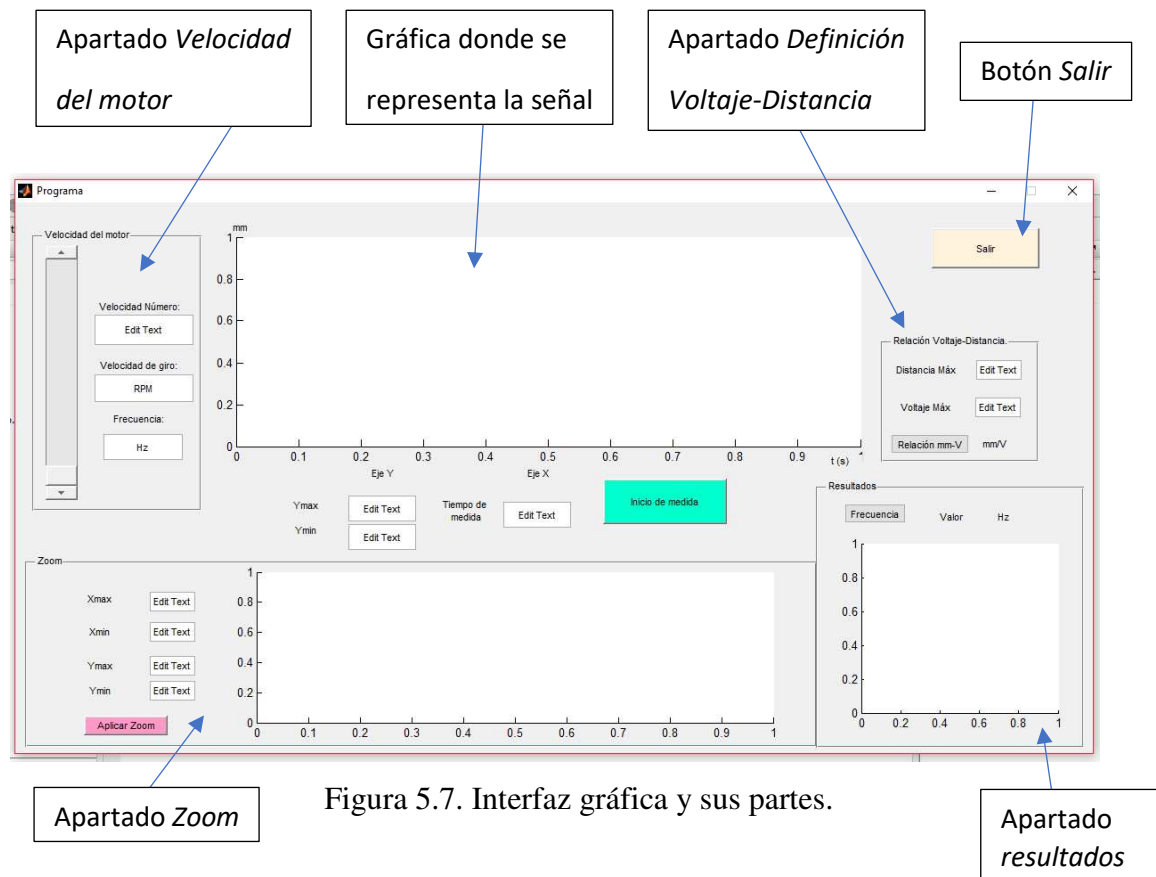 Apartado Velocidad
del motor
Gráfica donde se
representa la señal
Apartado Definición
Voltaje-Distancia
Botón Salir
Programa
Velocidad del motor
Velocidad Número:
Edit Text
Velocidad de giro:
RPM
Frecuencia:
Hz
mm
1
0.8
0.6
0.4
0.2
0
0 0.1 0.2 0.3 0.4 0.5 0.6 0.7 0.8 0.9 1
t (s)
Salir
Relación Voltaje-Distancia.
Distancia Máx Edit Text
Voltaje Máx Edit Text
Relación mm-V mm/V
Eje Y Eje X
Ymax Edit Text
Ymin Edit Text
Tiempo de
medida
Edit Text
Inicio de medida
Resultados
Frecuencia Valor Hz
1
0.8
0.6
0.4
0.2
0
0 0.2 0.4 0.6 0.8 1
Zoom
Xmax Edit Text
Xmin Edit Text
Ymax Edit Text
Ymin Edit Text
Aplicar Zoom
1
0.8
0.6
0.4
0.2
0
0 0.1 0.2 0.3 0.4 0.5 0.6 0.7 0.8 0.9 1
Apartado Zoom
Figura 5.7. Interfaz gráfica y sus partes.
Apartado
resultados